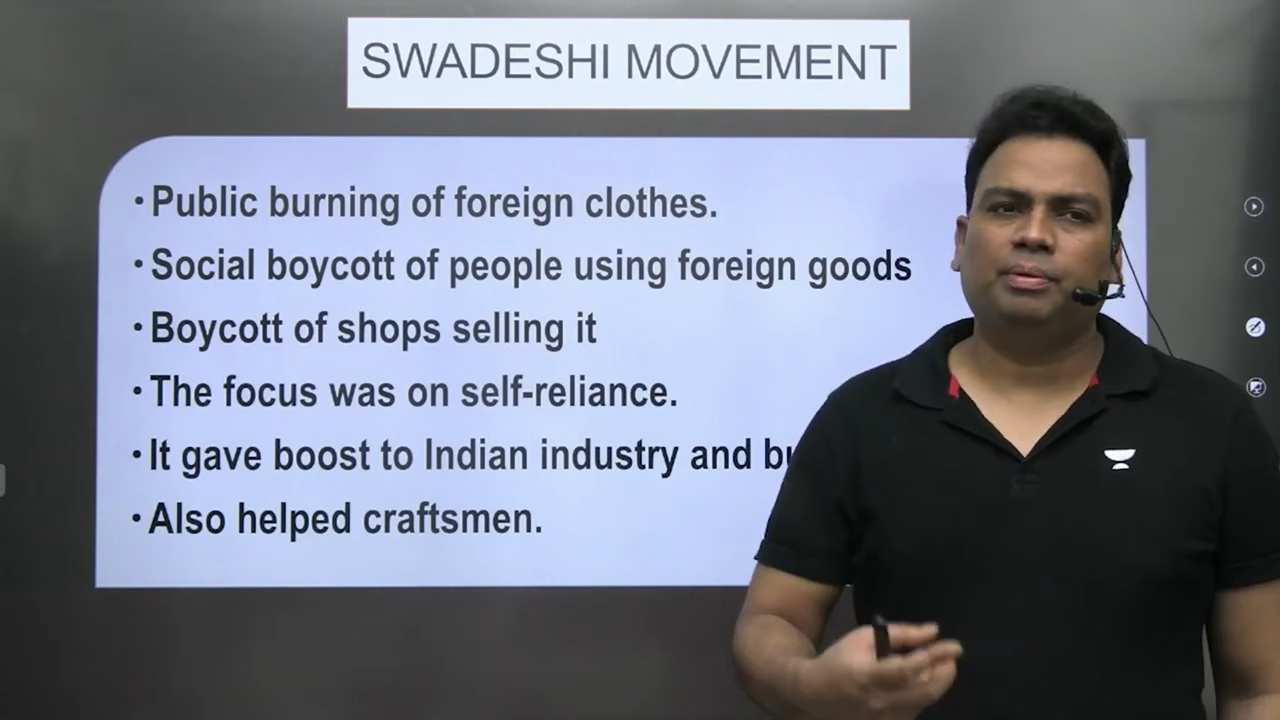 SWADESHI MOVEMENT
• Public burning of foreign clothes.
• Social boycott of people using foreign goods
• Boycott of shops selling it
• The focus was on self-reliance.
• It gave boost to Indian industry and
• Also helped craftsmen.